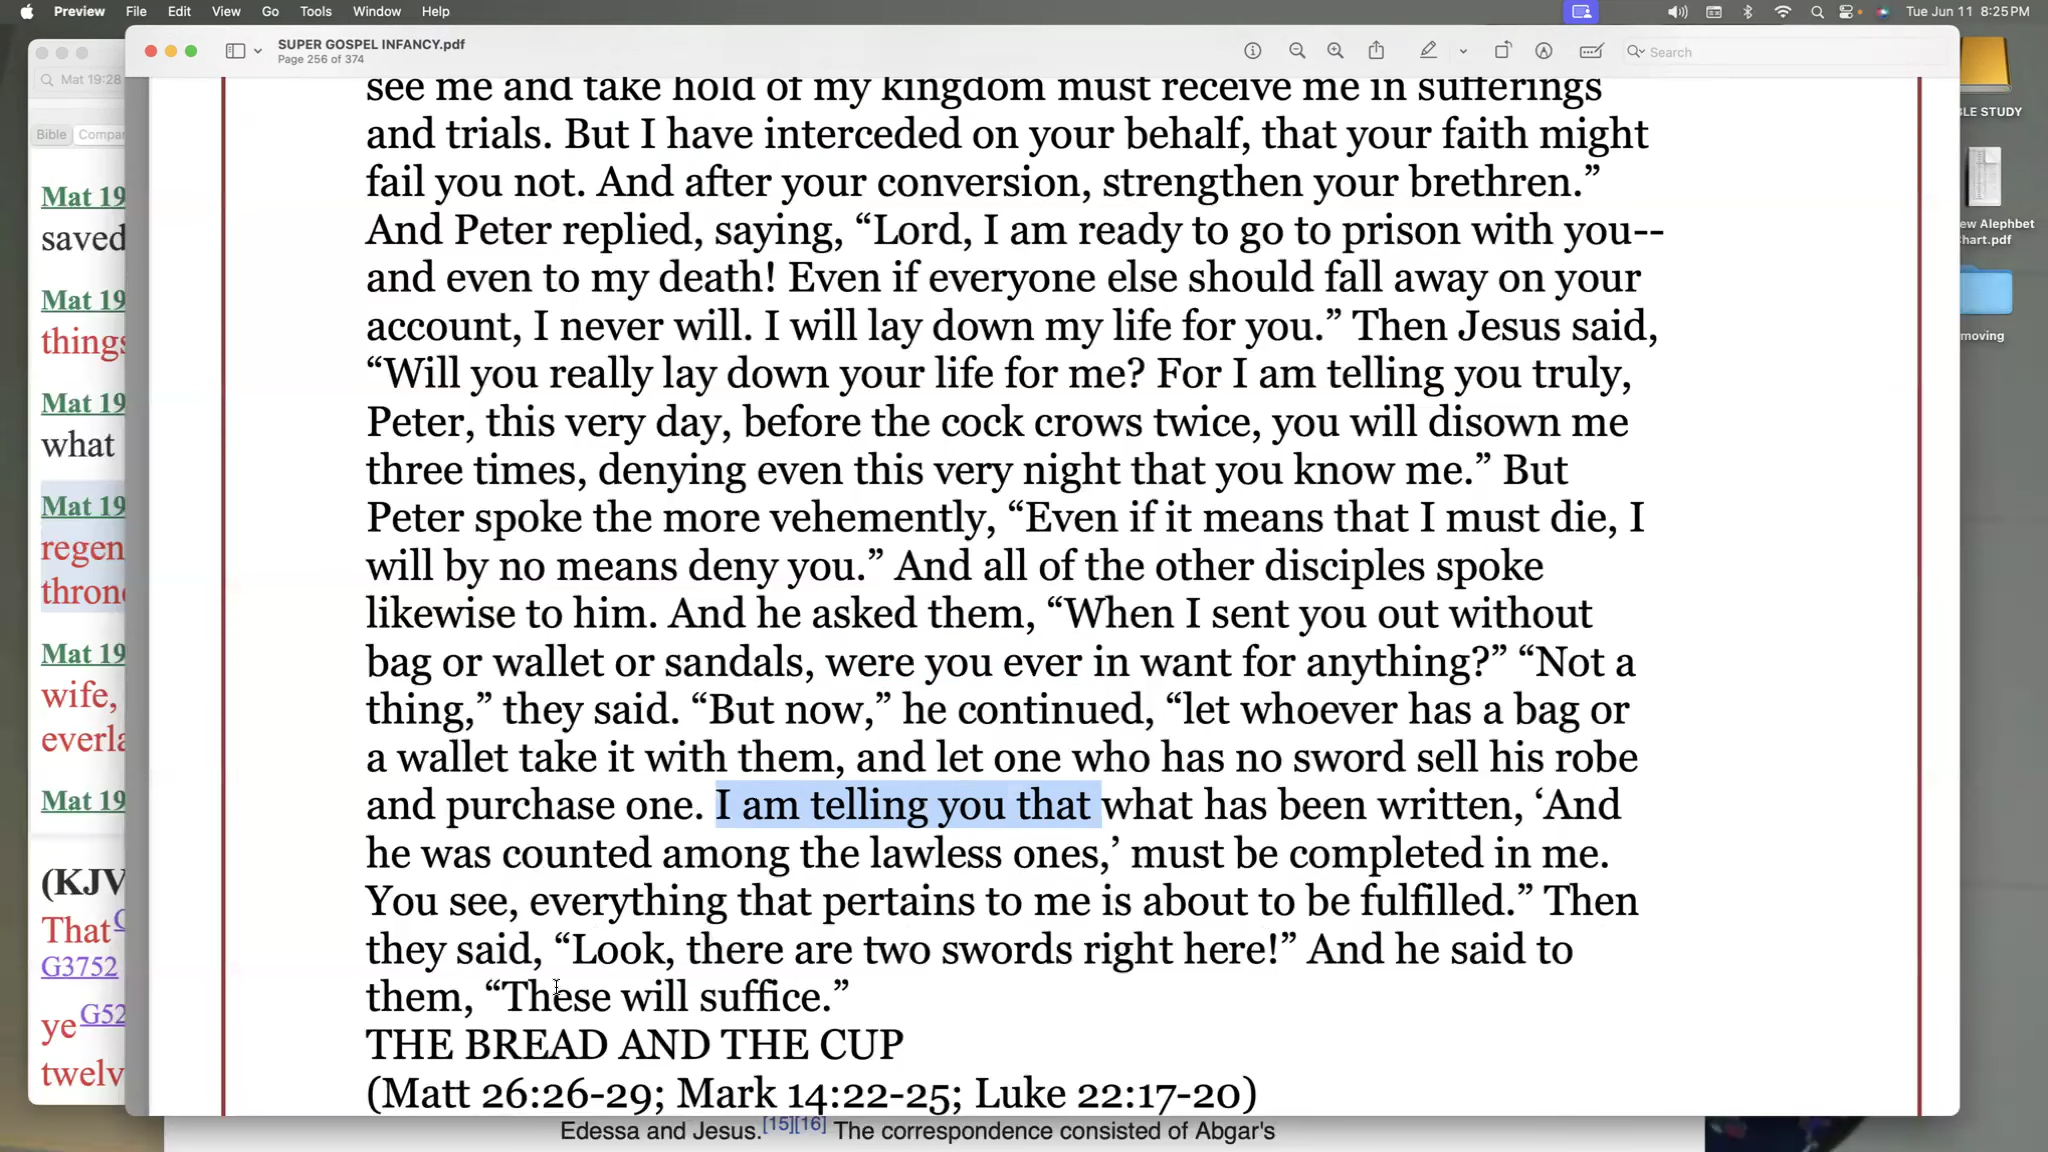 Preview File Edit View Go Tools Window Help
Tue Jun 11 8:25 PM
SUPER GOSPEL INFANCY.pdf
Page 256 of 374
Search
Mat 19:28
Bible Compar
Mat 19
saved
Mat 19
things
Mat 19
what
Mat 19
regen
thron
Mat 19
wife,
everla
Mat 19
(KJV
That G
G3752
ye G52
twelv
see me and take hold of my kingdom must receive me in sufferings
and trials. But I have interceded on your behalf, that your faith might
fail you not. And after your conversion, strengthen your brethren.”
And Peter replied, saying, “Lord, I am ready to go to prison with you--
and even to my death! Even if everyone else should fall away on your
account, I never will. I will lay down my life for you.” Then Jesus said,
“Will you really lay down your life for me? For I am telling you truly,
Peter, this very day, before the cock crows twice, you will disown me
three times, denying even this very night that you know me.” But
Peter spoke the more vehemently, “Even if it means that I must die, I
will by no means deny you.” And all of the other disciples spoke
likewise to him. And he asked them, “When I sent you out without
bag or wallet or sandals, were you ever in want for anything?” “Not a
thing,” they said. “But now,” he continued, “let whoever has a bag or
a wallet take it with them, and let one who has no sword sell his robe
and purchase one. I am telling you that what has been written, ‘And
he was counted among the lawless ones,’ must be completed in me.
You see, everything that pertains to me is about to be fulfilled.” Then
they said, “Look, there are two swords right here!” And he said to
them, “These will suffice.”
THE BREAD AND THE CUP
(Matt 26:26-29; Mark 14:22-25; Luke 22:17-20)
Edessa and Jesus.[15][16] The correspondence consisted of Abgar's
BLE STUDY
ew Alephbet
hart.pdf
moving